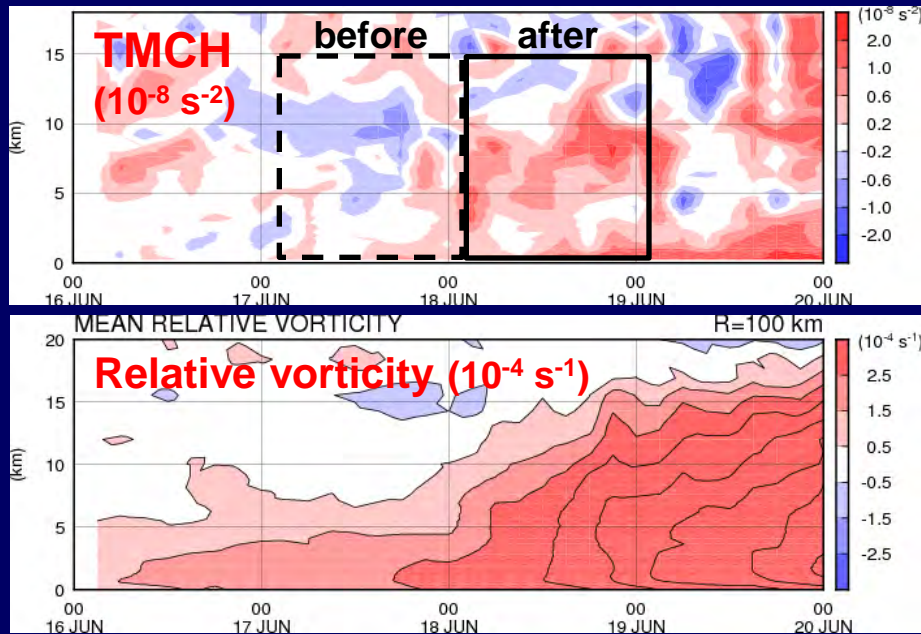 before after
TMCH
(10⁻⁸ s⁻²)
(10⁻⁸ s⁻²)
15
10
5
0
(km)
2.0
1.0
0.6
0.2
-0.2
-0.6
-1.0
-2.0
00 00 00 00 00
16 JUN 17 JUN 18 JUN 19 JUN 20 JUN
MEAN RELATIVE VORTICITY R=100 km
Relative vorticity (10⁻⁴ s⁻¹)
(10⁻⁴ s⁻¹)
20
15
10
5
0
(km)
2.5
1.5
0.5
-0.5
-1.5
-2.5
00 00 00 00 00
16 JUN 17 JUN 18 JUN 19 JUN 20 JUN